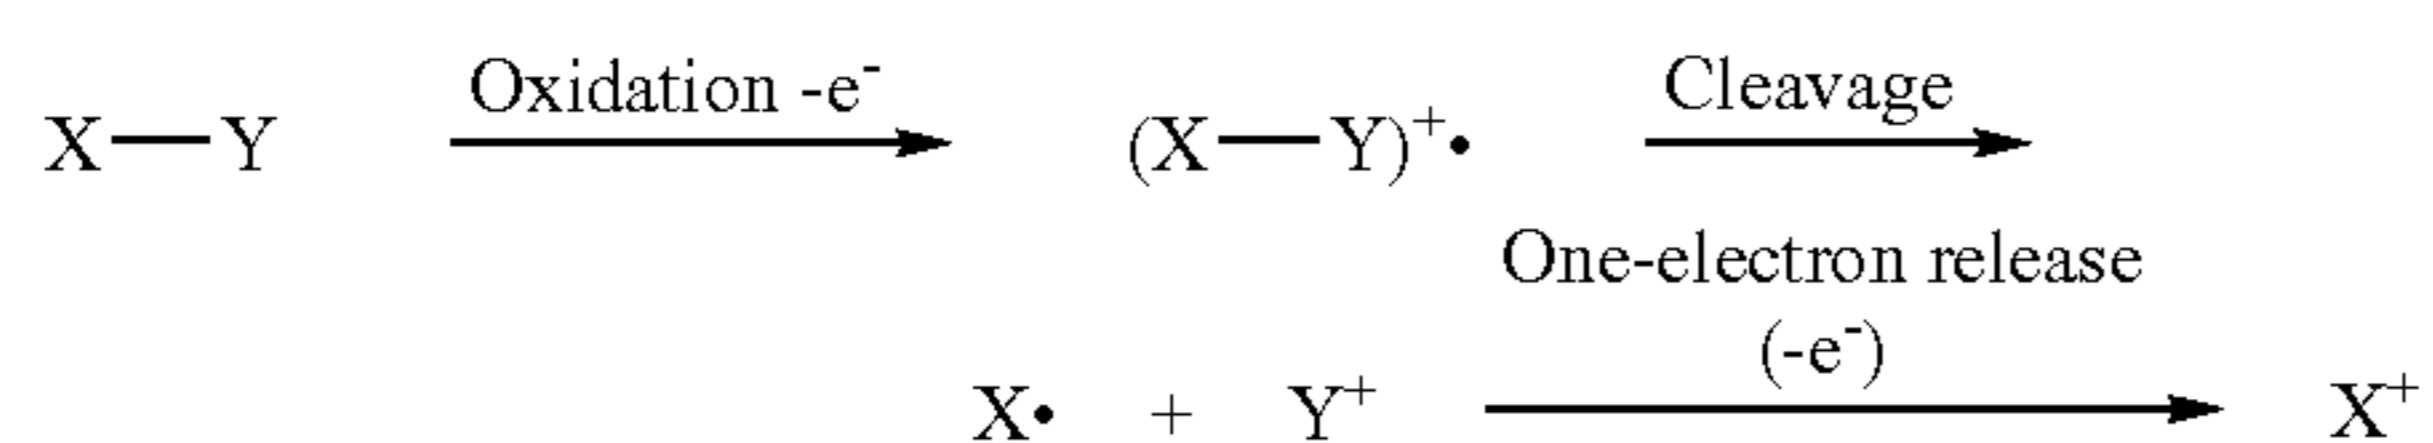 X—Y Oxidation -e⁻ (X—Y)⁺• Cleavage
One-electron release
(-e⁻)
X• + Y⁺ X⁺